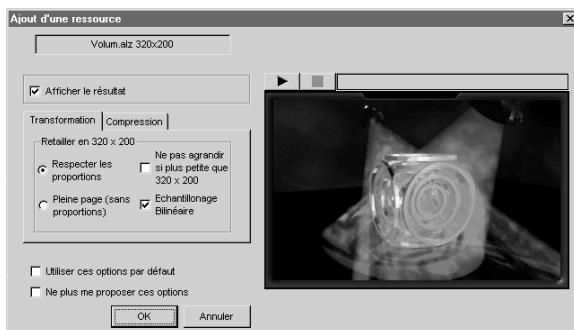 Ajout d'une ressource
Volum.alz 320x200
Afficher le résultat
Transformation
Compression
Retailler en 320 x 200
Respecter les
proportions
Ne pas agrandir
si plus petite que
320 x 200
Pleine page (sans
proportions)
Echantillonage
Bilinéaire
Utiliser ces options par défaut
Ne plus me proposer ces options
OK
Annuler